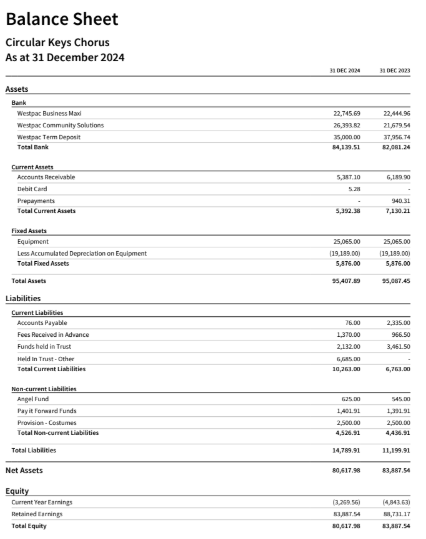 Balance Sheet
Circular Keys Chorus
As at 31 December 2024
31 DEC 2024 31 DEC 2023
Assets
Bank
Westpac Business Maxi 22,745.69 22,444.96
Westpac Community Solutions 26,393.82 21,679.54
Westpac Term Deposit 35,000.00 37,956.74
Total Bank 84,139.51 82,081.24
Current Assets
Accounts Receivable 5,387.10 6,189.90
Debit Card 5.28 -
Prepayments - 940.31
Total Current Assets 5,392.38 7,130.21
Fixed Assets
Equipment 25,065.00 25,065.00
Less Accumulated Depreciation on Equipment (19,189.00) (19,189.00)
Total Fixed Assets 5,876.00 5,876.00
Total Assets 95,407.89 95,087.45
Liabilities
Current Liabilities
Accounts Payable 76.00 2,335.00
Fees Received in Advance 1,370.00 966.50
Funds held in Trust 2,132.00 3,461.50
Held In Trust - Other 6,685.00 -
Total Current Liabilities 10,263.00 6,763.00
Non-current Liabilities
Angel Fund 625.00 545.00
Pay it Forward Funds 1,401.91 1,391.91
Provision - Costumes 2,500.00 2,500.00
Total Non-current Liabilities 4,526.91 4,436.91
Total Liabilities 14,789.91 11,199.91
Net Assets 80,617.98 83,887.54
Equity
Current Year Earnings (3,269.56) (4,843.63)
Retained Earnings 83,887.54 88,731.17
Total Equity 80,617.98 83,887.54